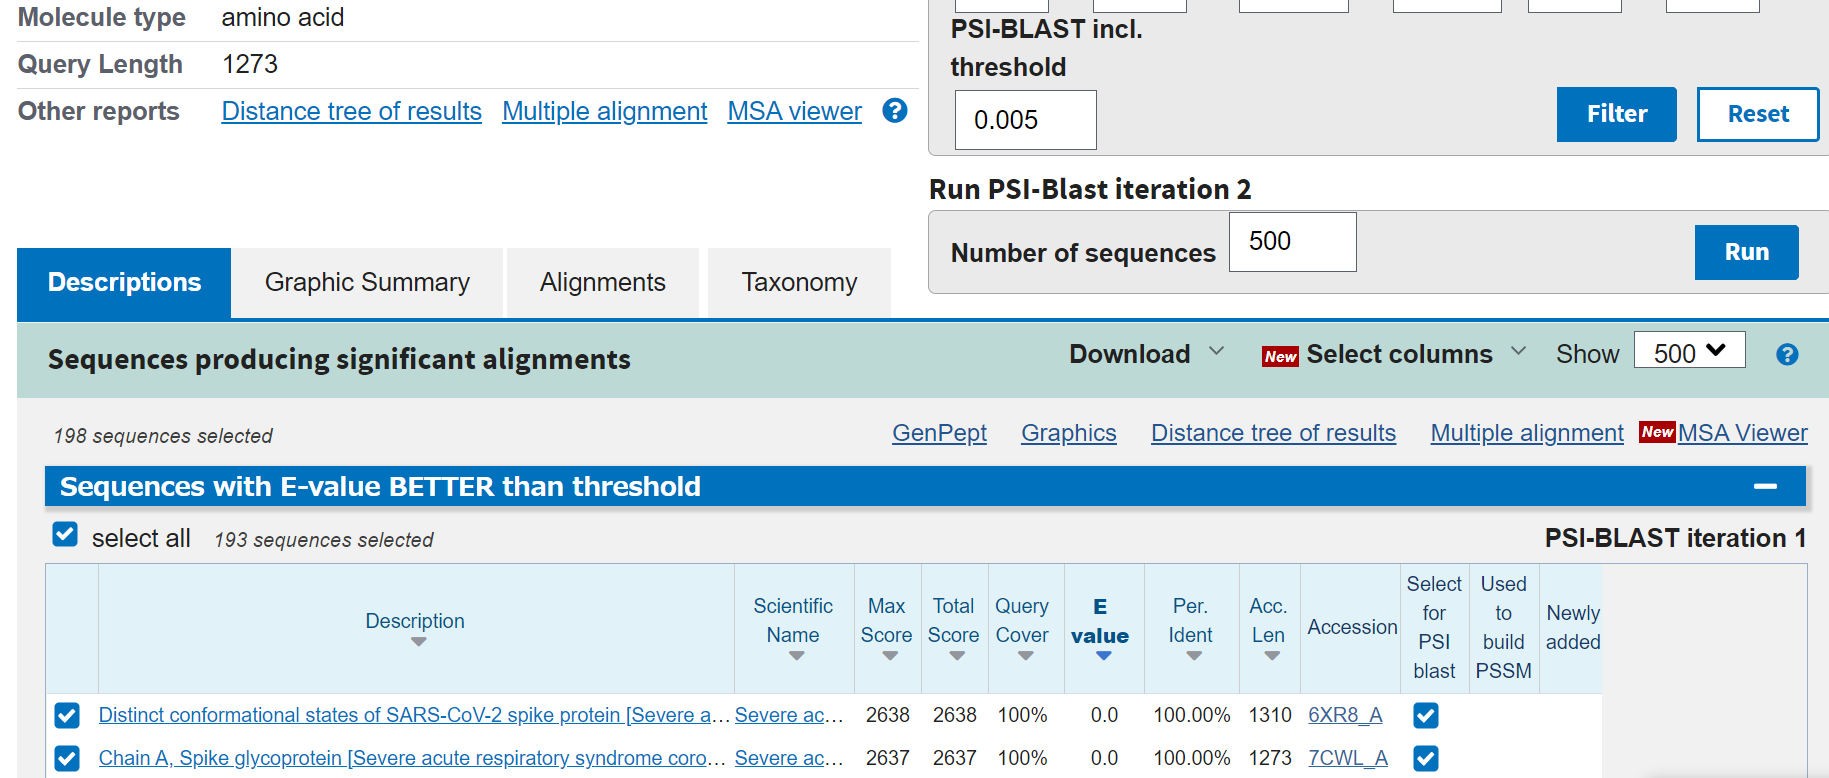 Molecule type amino acid
Query Length 1273
Other reports Distance tree of results Multiple alignment MSA viewer ?
PSI-BLAST incl.
threshold
0.005
Filter Reset
Run PSI-Blast iteration 2
Number of sequences 500 Run
Descriptions Graphic Summary Alignments Taxonomy
Sequences producing significant alignments Download New Select columns Show 500 ?
198 sequences selected GenPept Graphics Distance tree of results Multiple alignment New MSA Viewer
Sequences with E-value BETTER than threshold
select all 193 sequences selected PSI-BLAST iteration 1
Description Scientific Name Max Score Total Score Query Cover E value Per. Ident Acc. Len Accession Select for PSI blast Used to build PSSM Newly added
Distinct conformational states of SARS-CoV-2 spike protein [Severe a... Severe ac... 2638 2638 100% 0.0 100.00% 1310 6XR8_A
Chain A, Spike glycoprotein [Severe acute respiratory syndrome coro... Severe ac... 2637 2637 100% 0.0 100.00% 1273 7CWL_A